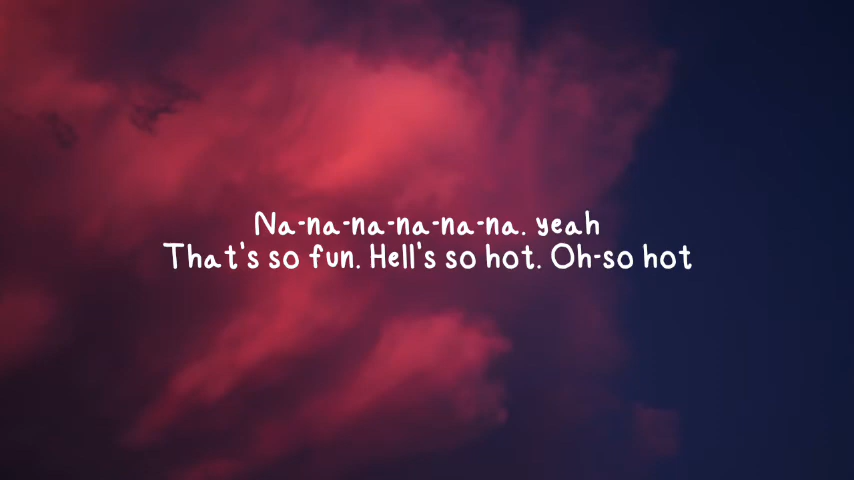 Na-na-na-na-na-na. yeah
That's so fun. Hell's so hot. Oh-so hot